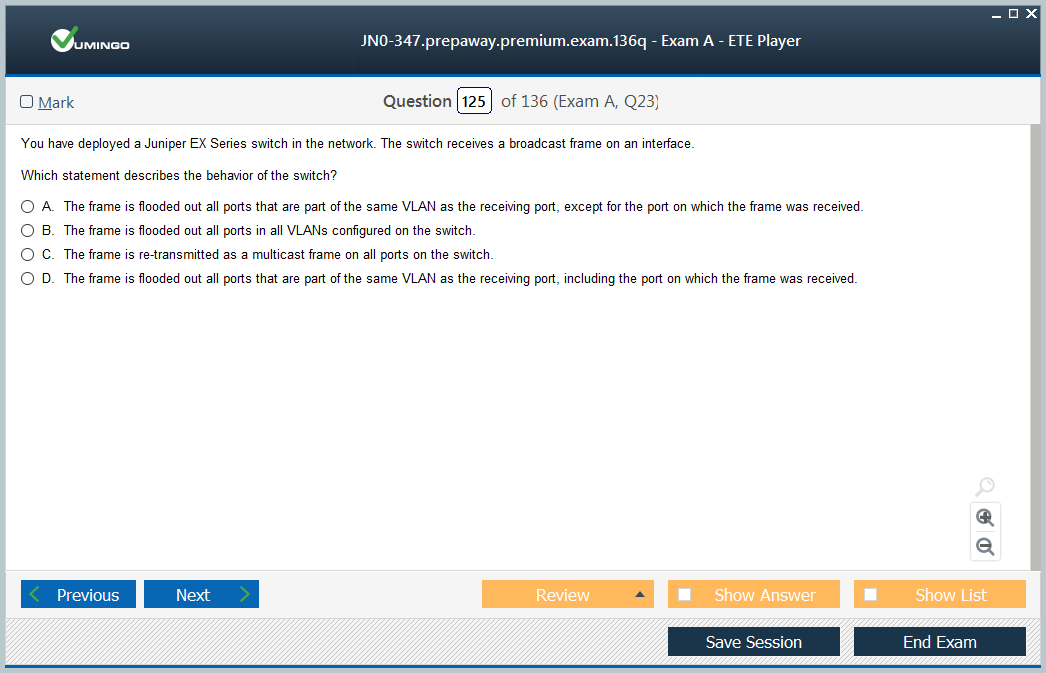 VUMINGO
JN0-347.prepaway.premium.exam.136q - Exam A - ETE Player
Mark
Question 125 of 136 (Exam A, Q23)
You have deployed a Juniper EX Series switch in the network. The switch receives a broadcast frame on an interface.
Which statement describes the behavior of the switch?
A. The frame is flooded out all ports that are part of the same VLAN as the receiving port, except for the port on which the frame was received.
B. The frame is flooded out all ports in all VLANs configured on the switch.
C. The frame is re-transmitted as a multicast frame on all ports on the switch.
D. The frame is flooded out all ports that are part of the same VLAN as the receiving port, including the port on which the frame was received.
Previous Next Review Show Answer Show List
Save Session End Exam